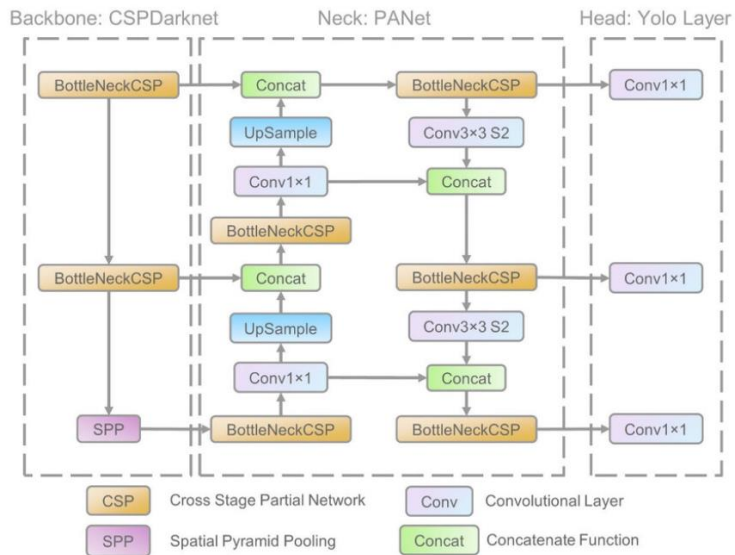 Backbone: CSPDarknet
Neck: PANet
Head: Yolo Layer
BottleNeckCSP
Concat
BottleNeckCSP
Conv1×1
UpSample
Conv3×3 S2
Conv1×1
Concat
BottleNeckCSP
BottleNeckCSP
Concat
BottleNeckCSP
Conv1×1
UpSample
Conv3×3 S2
Conv1×1
Concat
SPP
BottleNeckCSP
BottleNeckCSP
Conv1×1
CSP
Cross Stage Partial Network
Conv
Convolutional Layer
SPP
Spatial Pyramid Pooling
Concat
Concatenate Function